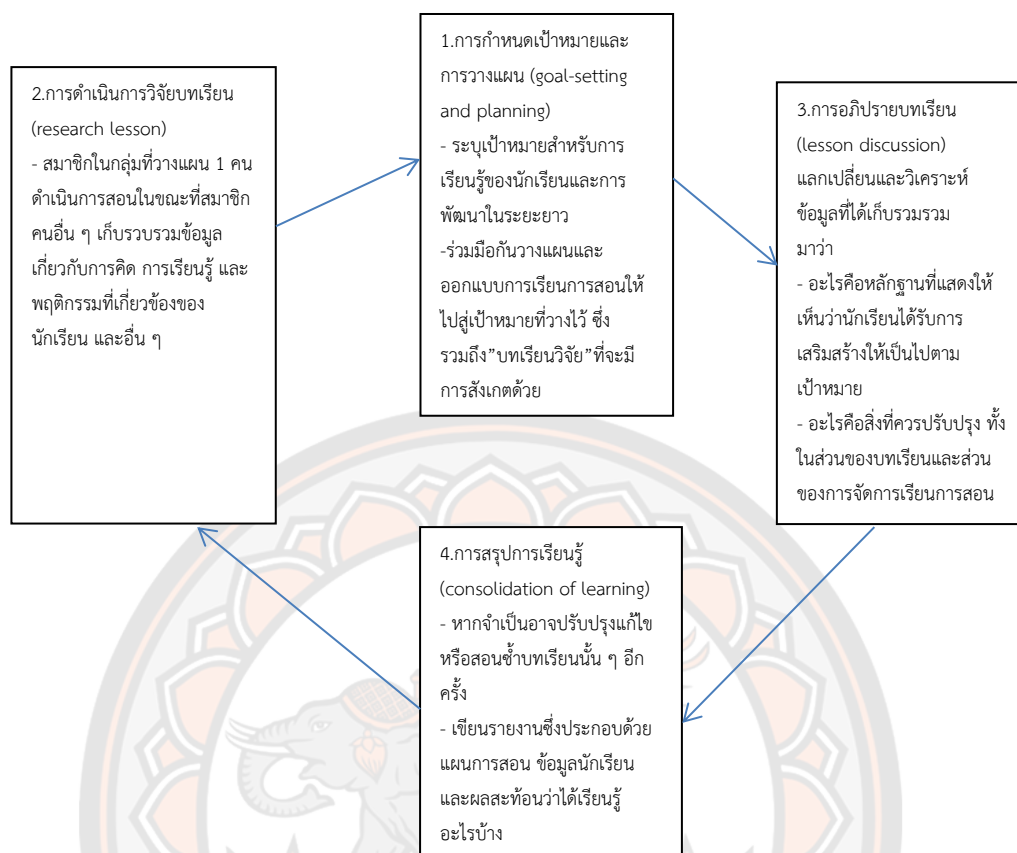 1.การกำหนดเป้าหมายและ
การวางแผน (goal-setting
and planning)
- ระบุเป้าหมายสำหรับการ
เรียนรู้ของนักเรียนและการ
พัฒนาในระยะยาว
-ร่วมมือกันวางแผนและ
ออกแบบการเรียนการสอนให้
ไปสู่เป้าหมายที่วางไว้ ซึ่ง
รวมถึง”บทเรียนวิจัย”ที่จะมี
การสังเกตด้วย
2.การดำเนินการวิจัยบทเรียน
(research lesson)
- สมาชิกในกลุ่มที่วางแผน 1 คน
ดำเนินการสอนในขณะที่สมาชิก
คนอื่น ๆ เก็บรวบรวมข้อมูล
เกี่ยวกับการคิด การเรียนรู้ และ
พฤติกรรมที่เกี่ยวข้องของ
นักเรียน และอื่น ๆ
3.การอภิปรายบทเรียน
(lesson discussion)
แลกเปลี่ยนและวิเคราะห์
ข้อมูลที่ได้เก็บรวมรวม
มาว่า
- อะไรคือหลักฐานที่แสดงให้
เห็นว่านักเรียนได้รับการ
เสริมสร้างให้เป็นไปตาม
เป้าหมาย
- อะไรคือสิ่งที่ควรปรับปรุง ทั้ง
ในส่วนของบทเรียนและส่วน
ของการจัดการเรียนการสอน
4.การสรุปการเรียนรู้
(consolidation of learning)
- หากจำเป็นอาจปรับปรุงแก้ไข
หรือสอนซ้ำบทเรียนนั้น ๆ อีก
ครั้ง
- เขียนรายงานซึ่งประกอบด้วย
แผนการสอน ข้อมูลนักเรียน
และผลสะท้อนว่าได้เรียนรู้
อะไรบ้าง